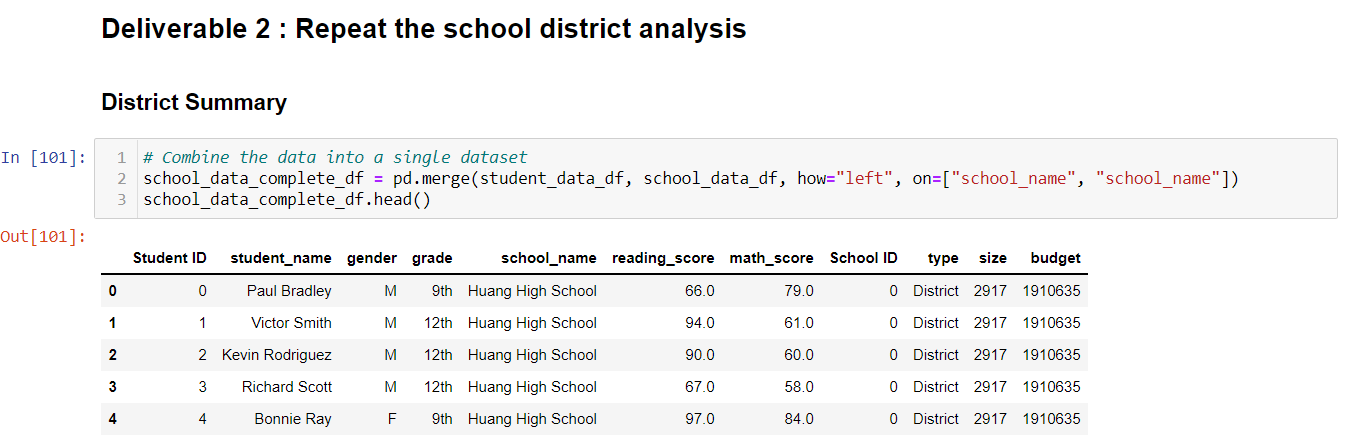 Deliverable 2 : Repeat the school district analysis
District Summary
In [101]:
1 # Combine the data into a single dataset
2 school_data_complete_df = pd.merge(student_data_df, school_data_df, how="left", on=["school_name", "school_name"])
3 school_data_complete_df.head()
Out[101]:
Student ID student_name gender grade school_name reading_score math_score School ID type size budget
0 0 Paul Bradley M 9th Huang High School 66.0 79.0 0 District 2917 1910635
1 1 Victor Smith M 12th Huang High School 94.0 61.0 0 District 2917 1910635
2 2 Kevin Rodriguez M 12th Huang High School 90.0 60.0 0 District 2917 1910635
3 3 Richard Scott M 12th Huang High School 67.0 58.0 0 District 2917 1910635
4 4 Bonnie Ray F 9th Huang High School 97.0 84.0 0 District 2917 1910635